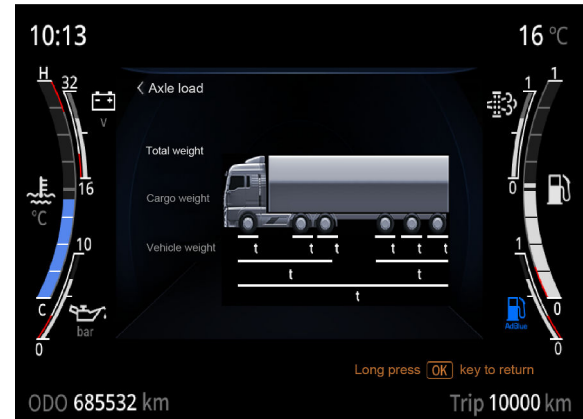 10:13
16 °C
H
32
V
< Axle load
1
1
Total weight
Cargo weight
Vehicle weight
16
°C
0
10
t t t t t t
t t
t
1
C
bar
0
AdBlue
0
0
Long press OK key to return
ODO 685532 km
Trip 10000 km